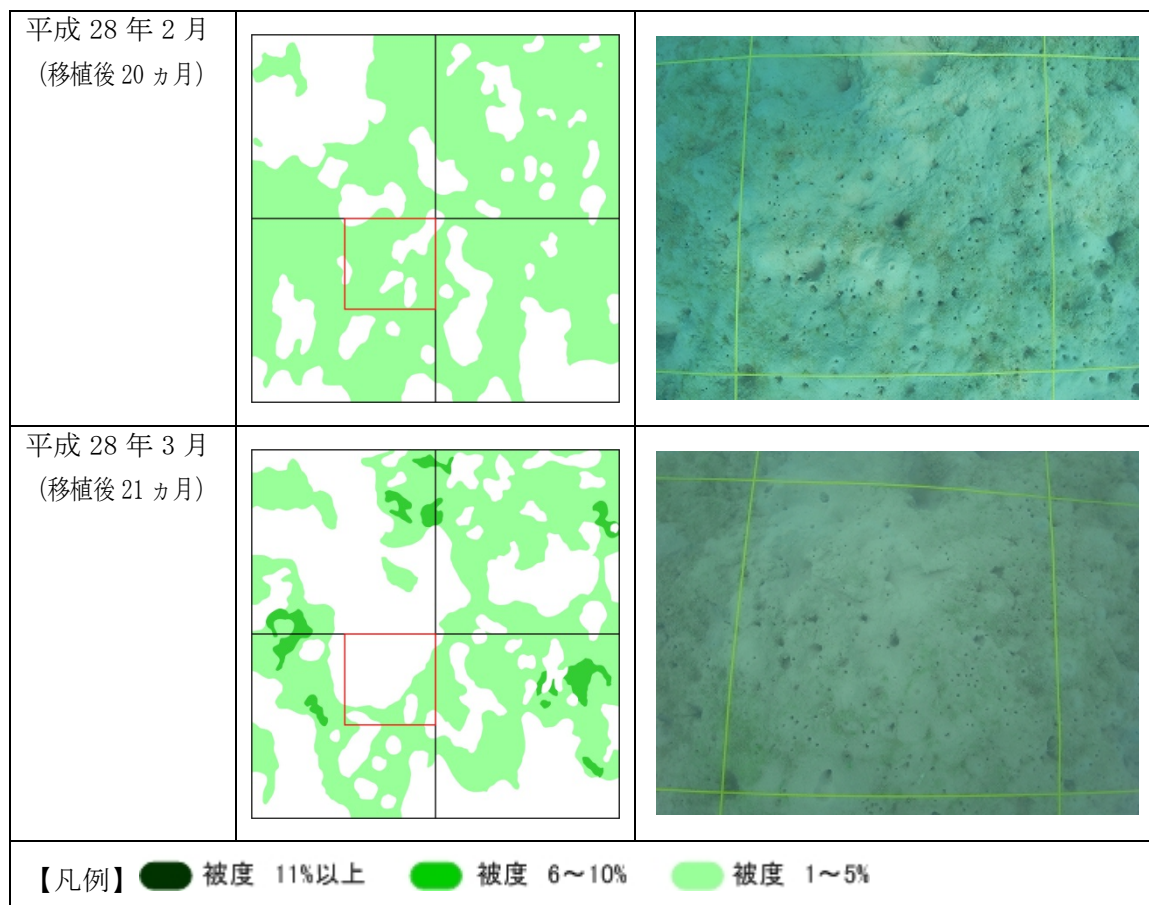 平成 28 年 2 月
（移植後 20 ヵ月）
平成 28 年 3 月
（移植後 21 ヵ月）
【凡例】 被度 11%以上 被度 6～10% 被度 1～5%